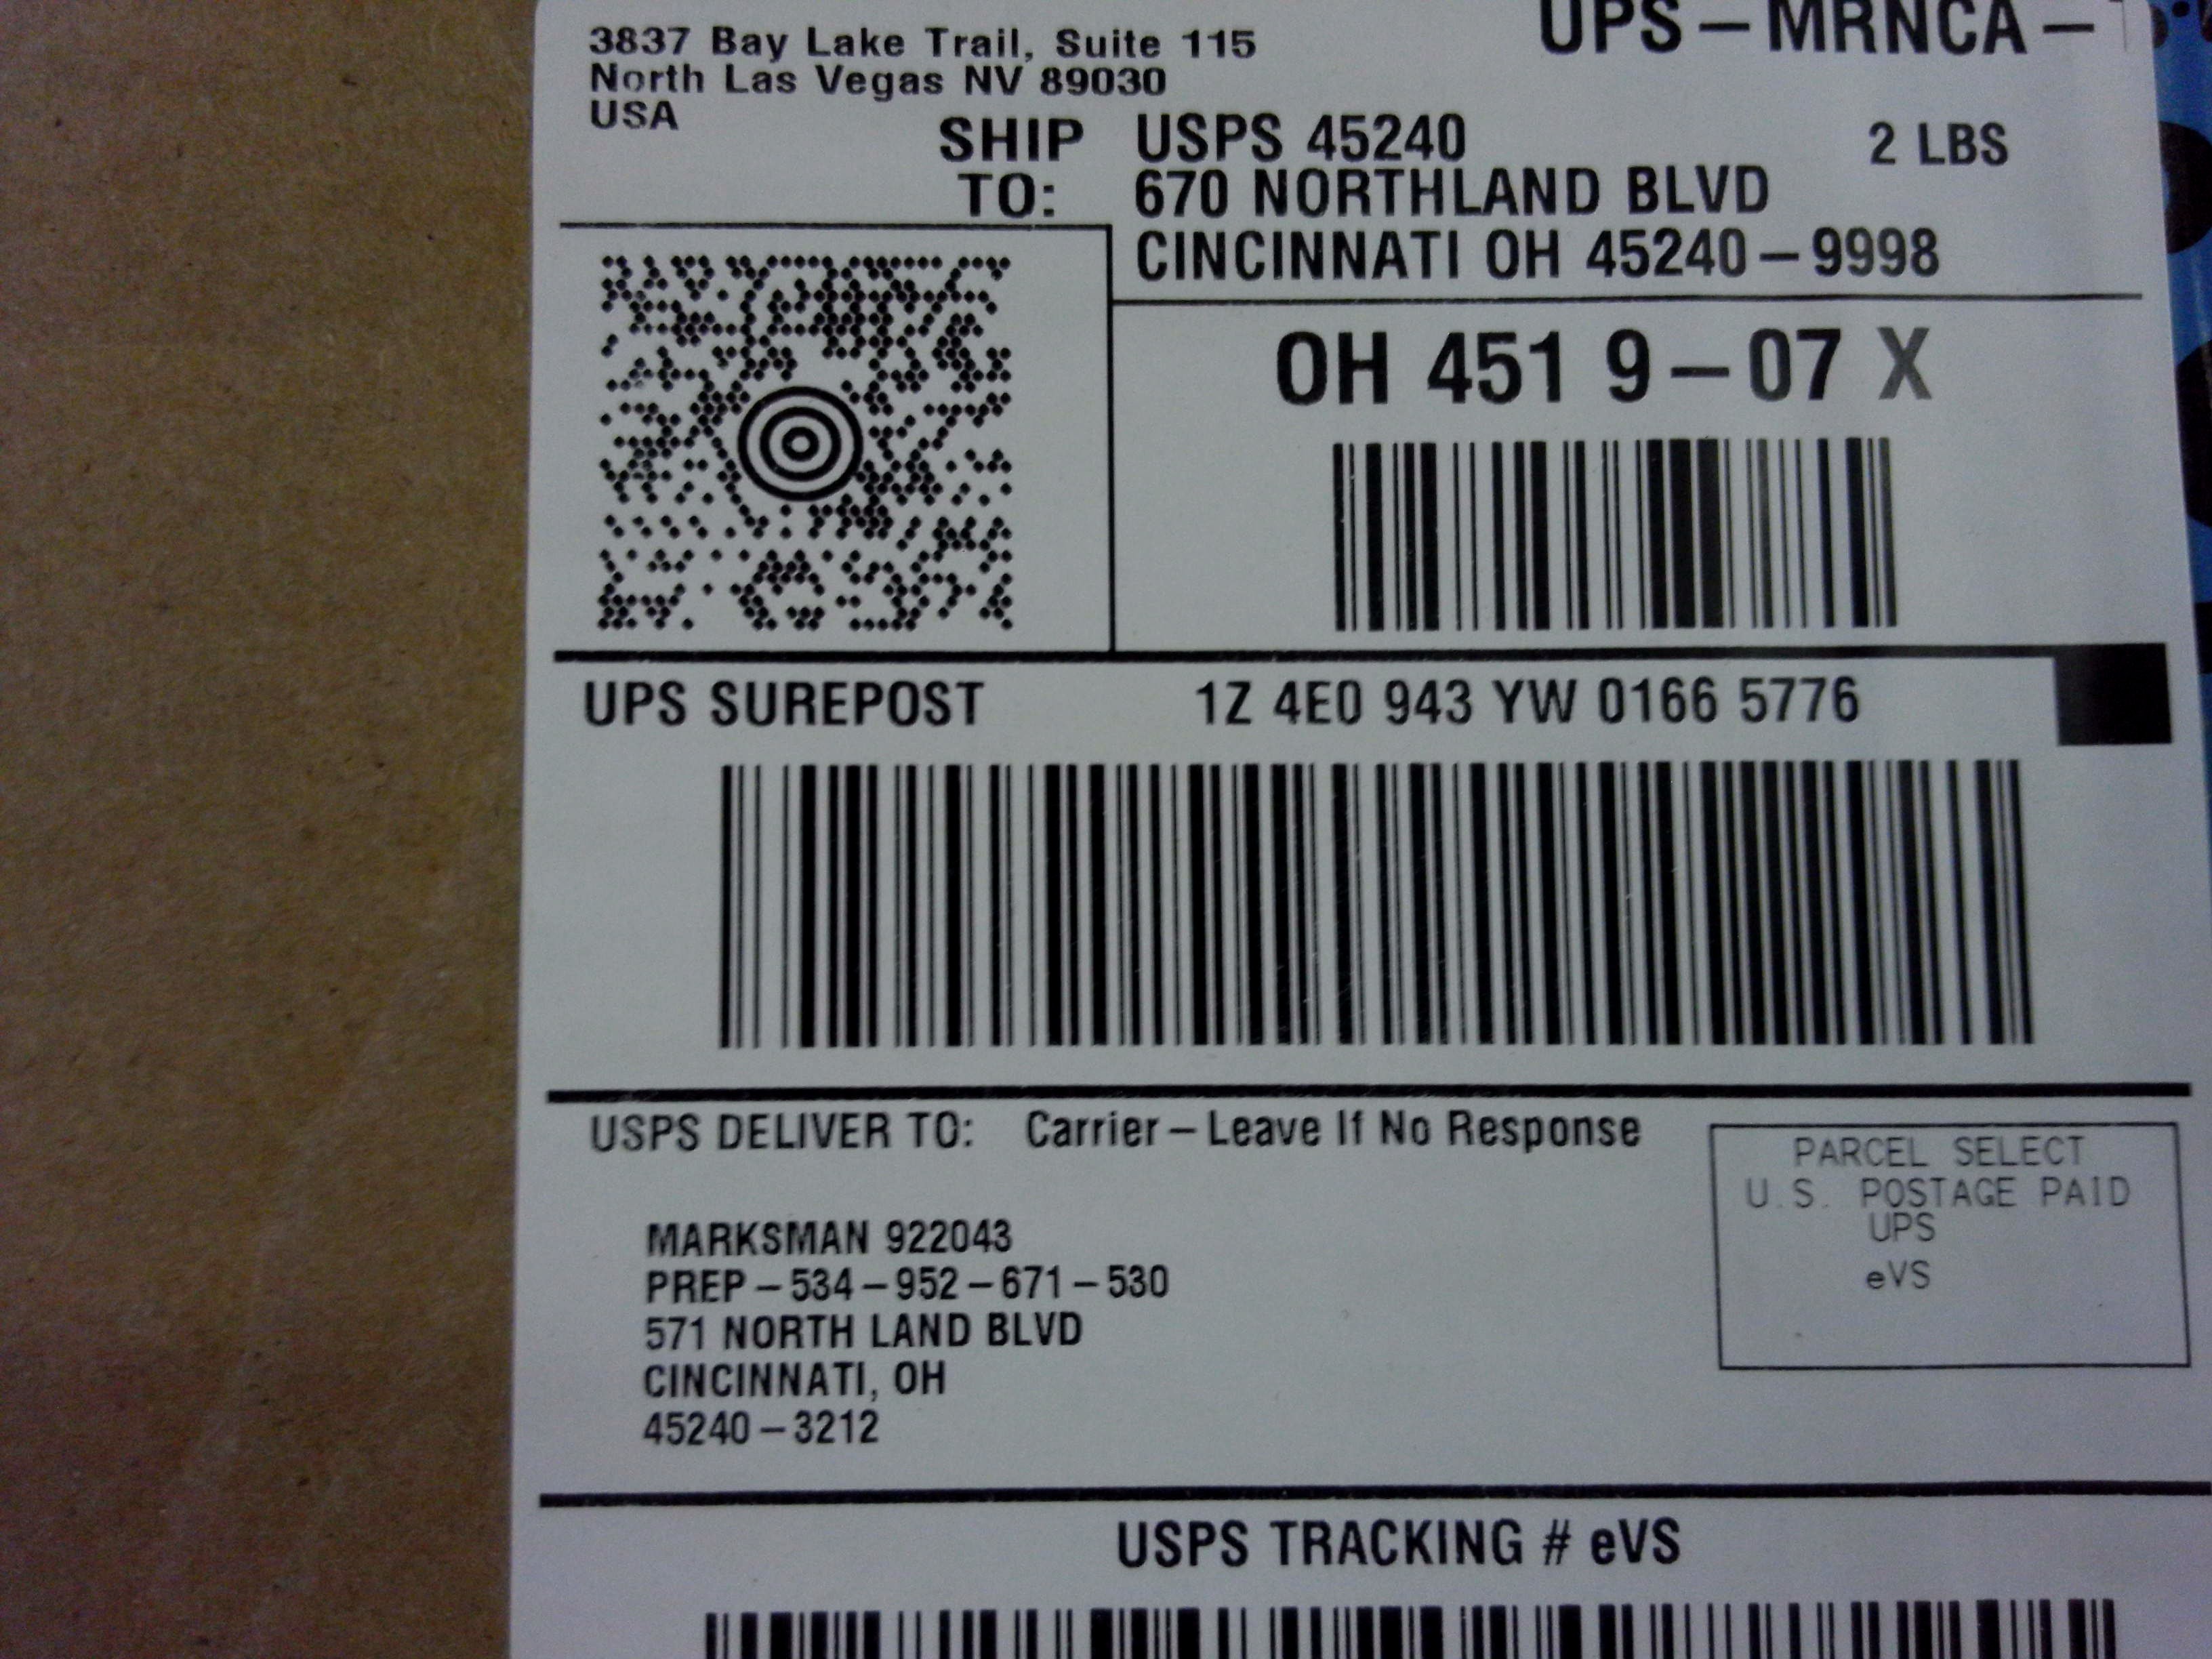 3837 Bay Lake Trail, Suite 115
North Las Vegas NV 89030
USA
UPS – MRNCA –
SHIP TO:
USPS 45240
670 NORTHLAND BLVD
CINCINNATI OH 45240 – 9998
2 LBS
OH 451 9 – 07 X
UPS SUREPOST
1Z 4E0 943 YW 0166 5776
USPS DELIVER TO: Carrier – Leave If No Response
MARKSMAN 922043
PREP – 534 – 952 – 671 – 530
571 NORTH LAND BLVD
CINCINNATI, OH
45240 – 3212
PARCEL SELECT
U.S. POSTAGE PAID
UPS
eVS
USPS TRACKING # eVS